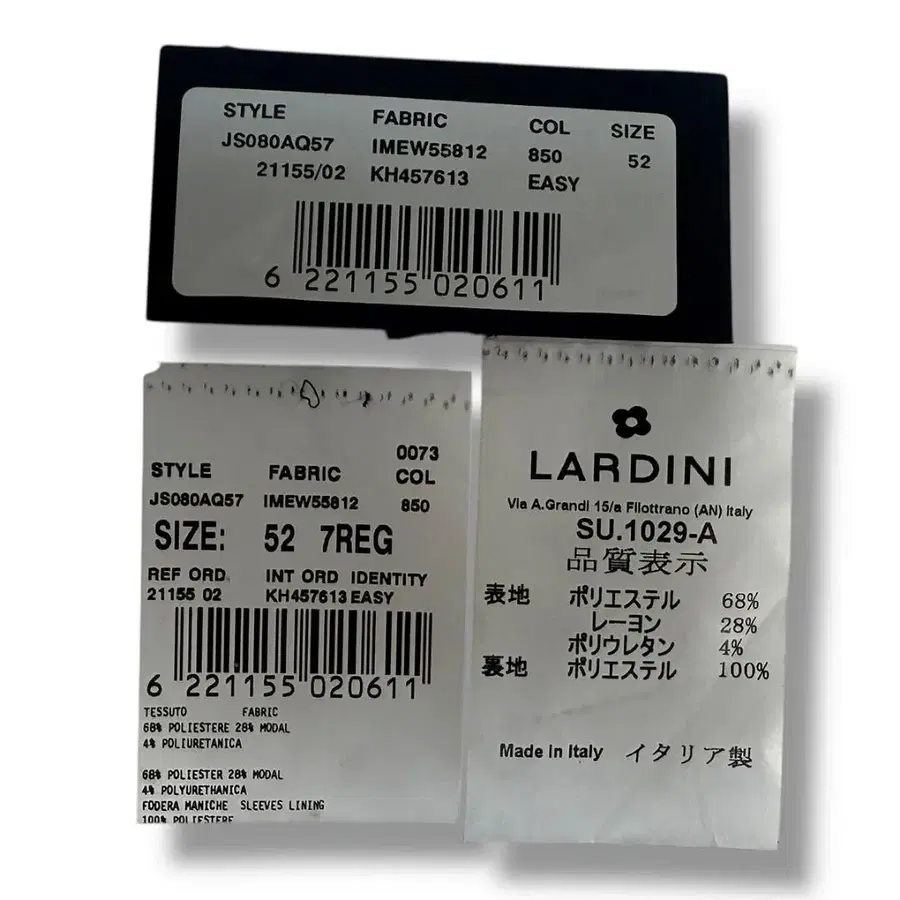 STYLE FABRIC COL SIZE
JS080AQ57 IMEW55812 850 52
21155/02 KH457613 EASY
6 221155 020611
0073
STYLE FABRIC COL
JS080AQ57 IMEW55812 850
SIZE: 52 7REG
REF ORD INT ORD IDENTITY
21155 02 KH457613 EASY
6 221155 020611
TESSUTO FABRIC
68% POLIESTERE 28% MODAL
4% POLIURETANICA
68% POLIESTER 28% MODAL
4% POLYURETHANICA
FODERA MANICHE SLEEVES LINING
100% POLIESTERE
LARDINI
Via A.Grandi 15/a Filottrano (AN) Italy
SU.1029-A
品質表示
表地 ポリエステル 68%
レーヨン 28%
ポリウレタン 4%
裏地 ポリエステル 100%
Made in Italy イタリア製